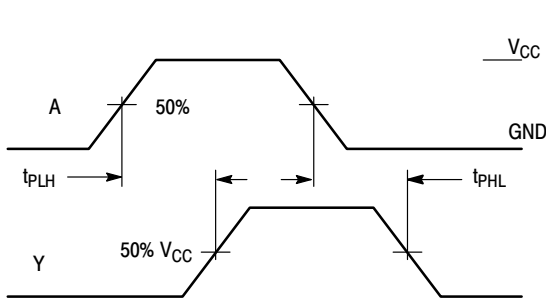 V_CC
A 50%
GND
t_PLH t_PHL
50% V_CC
Y